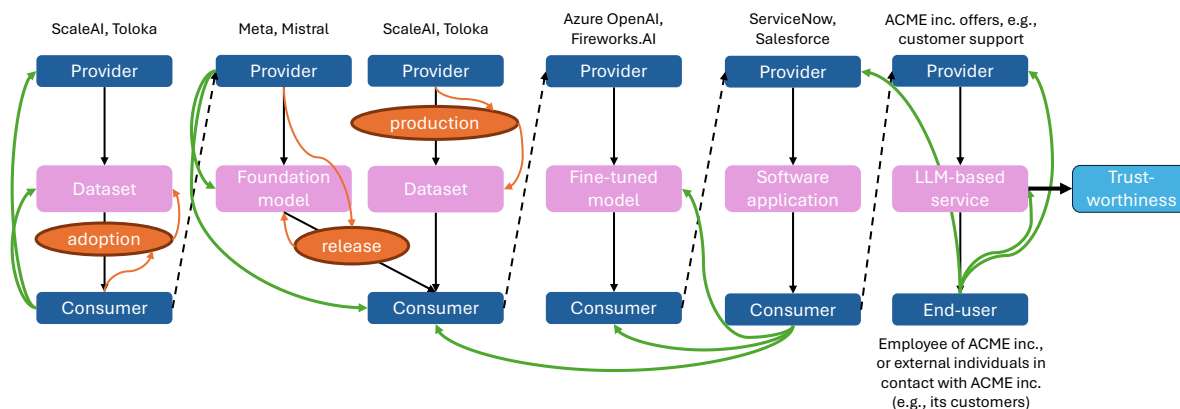 ScaleAI, Toloka
Meta, Mistral
ScaleAI, Toloka
Azure OpenAI,
Fireworks.AI
ServiceNow,
Salesforce
ACME inc. offers, e.g.,
customer support
Provider
Provider
Provider
Provider
Provider
Provider
production
Dataset
Foundation
model
Dataset
Fine-tuned
model
Software
application
LLM-based
service
Trust-
worthiness
adoption
release
Consumer
Consumer
Consumer
Consumer
End-user
Employee of ACME inc.,
or external individuals in
contact with ACME inc.
(e.g., its customers)